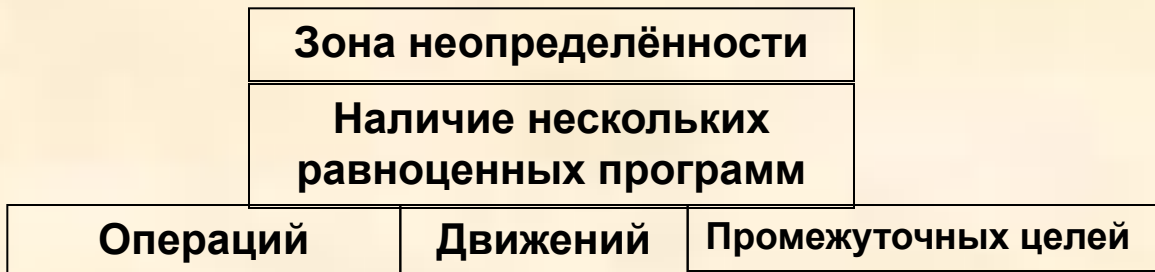 Зона неопределённости
Наличие нескольких
равноценных программ
Операций Движений Промежуточных целей